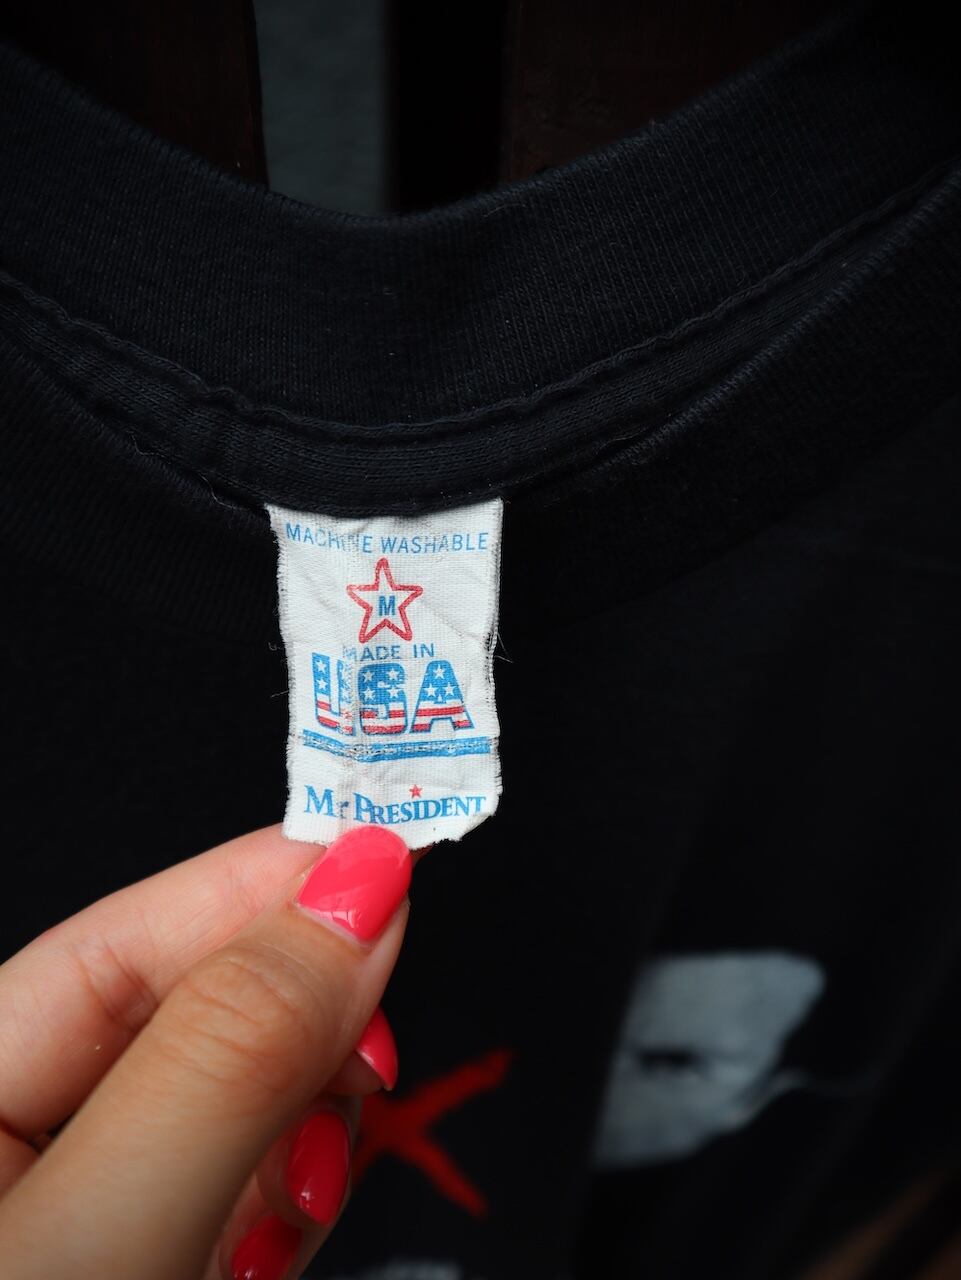 MACHINE WASHABLE
M
MADE IN
USA
Mr PRESIDENT